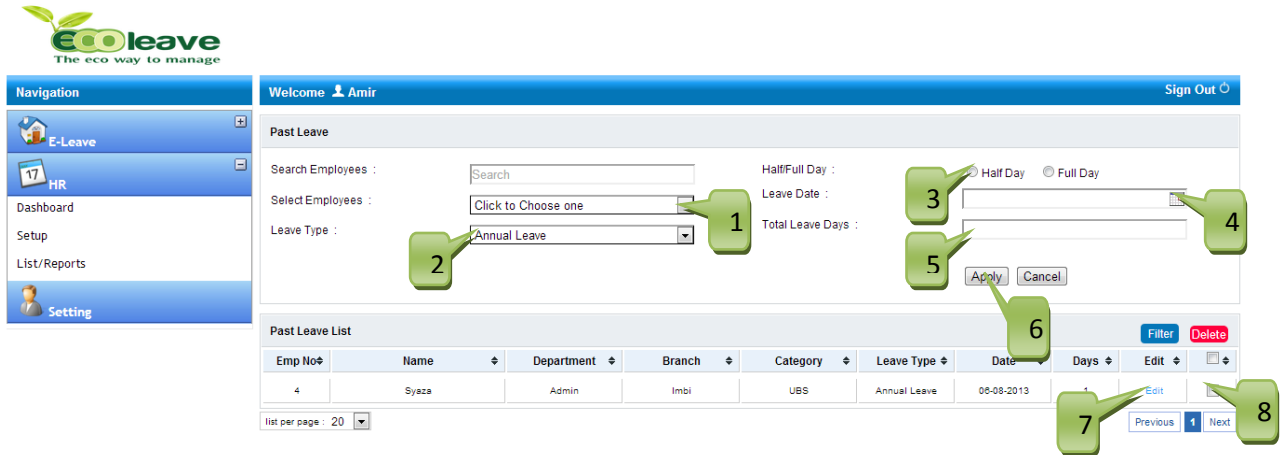 ECO leave
The eco way to manage
Navigation
E-Leave
17
HR
Dashboard
Setup
List/Reports
Setting
Welcome Amir
Sign Out
Past Leave
Search Employees :
Search
Select Employees :
Click to Choose one
1
Leave Type :
Annual Leave
2
Half/Full Day :
Half Day Full Day
3
Leave Date :
4
Total Leave Days :
5
Apply Cancel
6
Past Leave List
Filter Delete
Emp No Name Department Branch Category Leave Type Date Days Edit
4 Syaza Admin Imbi UBS Annual Leave 06-08-2013 1 Edit
7
8
list per page : 20
Previous 1 Next